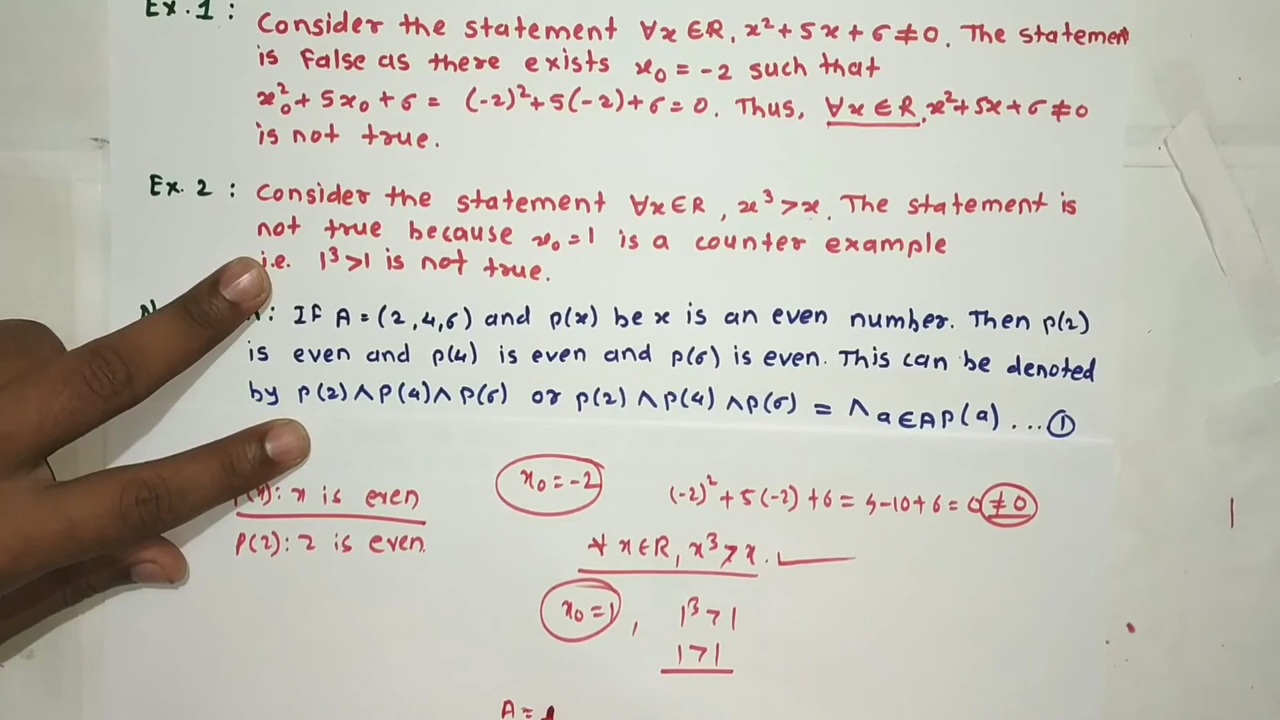 Ex.1:
Consider the statement ∀x∈R, x²+5x+6≠0. The statement
is False as there exists x₀=-2 such that
x₀²+5x₀+6 = (-2)²+5(-2)+6=0. Thus, ∀x∈R, x²+5x+6≠0
is not true.
Ex. 2: Consider the statement ∀x∈R, x³>x. The statement is
not true because x₀=1 is a counter example
i.e. 1³>1 is not true.
: IF A=(2,4,6) and p(x) be x is an even number. Then p(2)
is even and p(4) is even and p(6) is even. This can be denoted
by p(2)∧p(4)∧p(6) or p(2)∧p(4)∧p(6) = ∧ₐ∈A p(a) ...①
x₀=-2
(-2)²+5(-2)+6=4-10+6=0≠0
: x is even
p(2): 2 is even.
∀ x∈R, x³>x.
x₀=1, 1³>1
1>1
A=